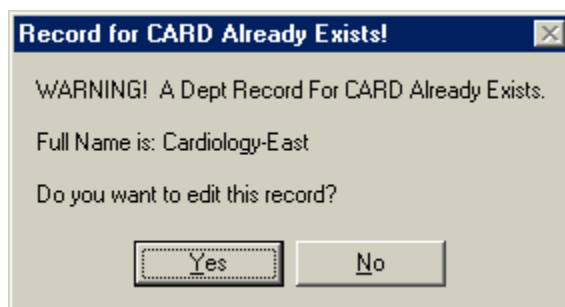 Record for CARD Already Exists!
WARNING!  A Dept Record For CARD Already Exists.
Full Name is: Cardiology-East
Do you want to edit this record?
Yes
No